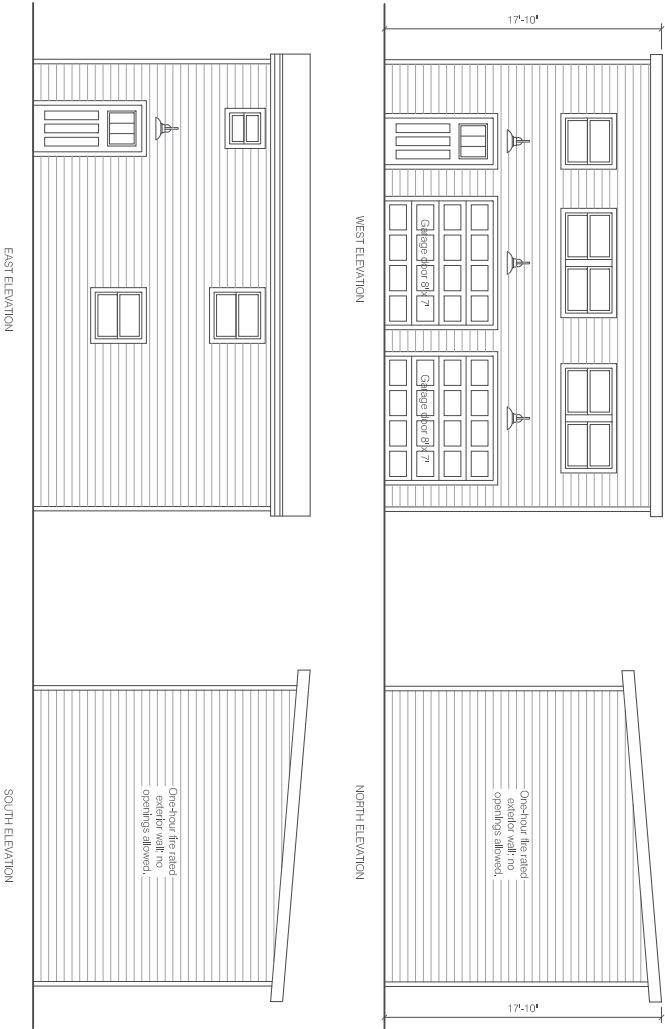 17'-10"
Garage door 8' x 7'
Garage door 8' x 7'
WEST ELEVATION
One-hour fire rated
exterior wall; no
openings allowed.
17'-10"
NORTH ELEVATION
EAST ELEVATION
One-hour fire rated
exterior wall; no
openings allowed.
SOUTH ELEVATION